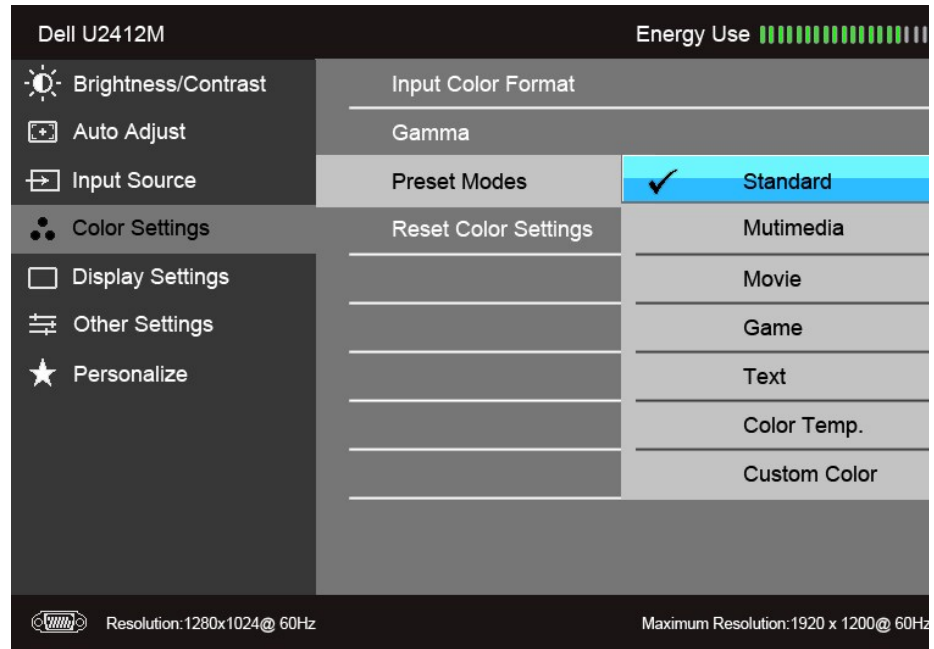 Dell U2412M
Energy Use
Brightness/Contrast
Auto Adjust
Input Source
Color Settings
Display Settings
Other Settings
Personalize
Input Color Format
Gamma
Preset Modes
Reset Color Settings
Standard
Mutimedia
Movie
Game
Text
Color Temp.
Custom Color
Resolution:1280x1024@ 60Hz
Maximum Resolution:1920 x 1200@ 60Hz